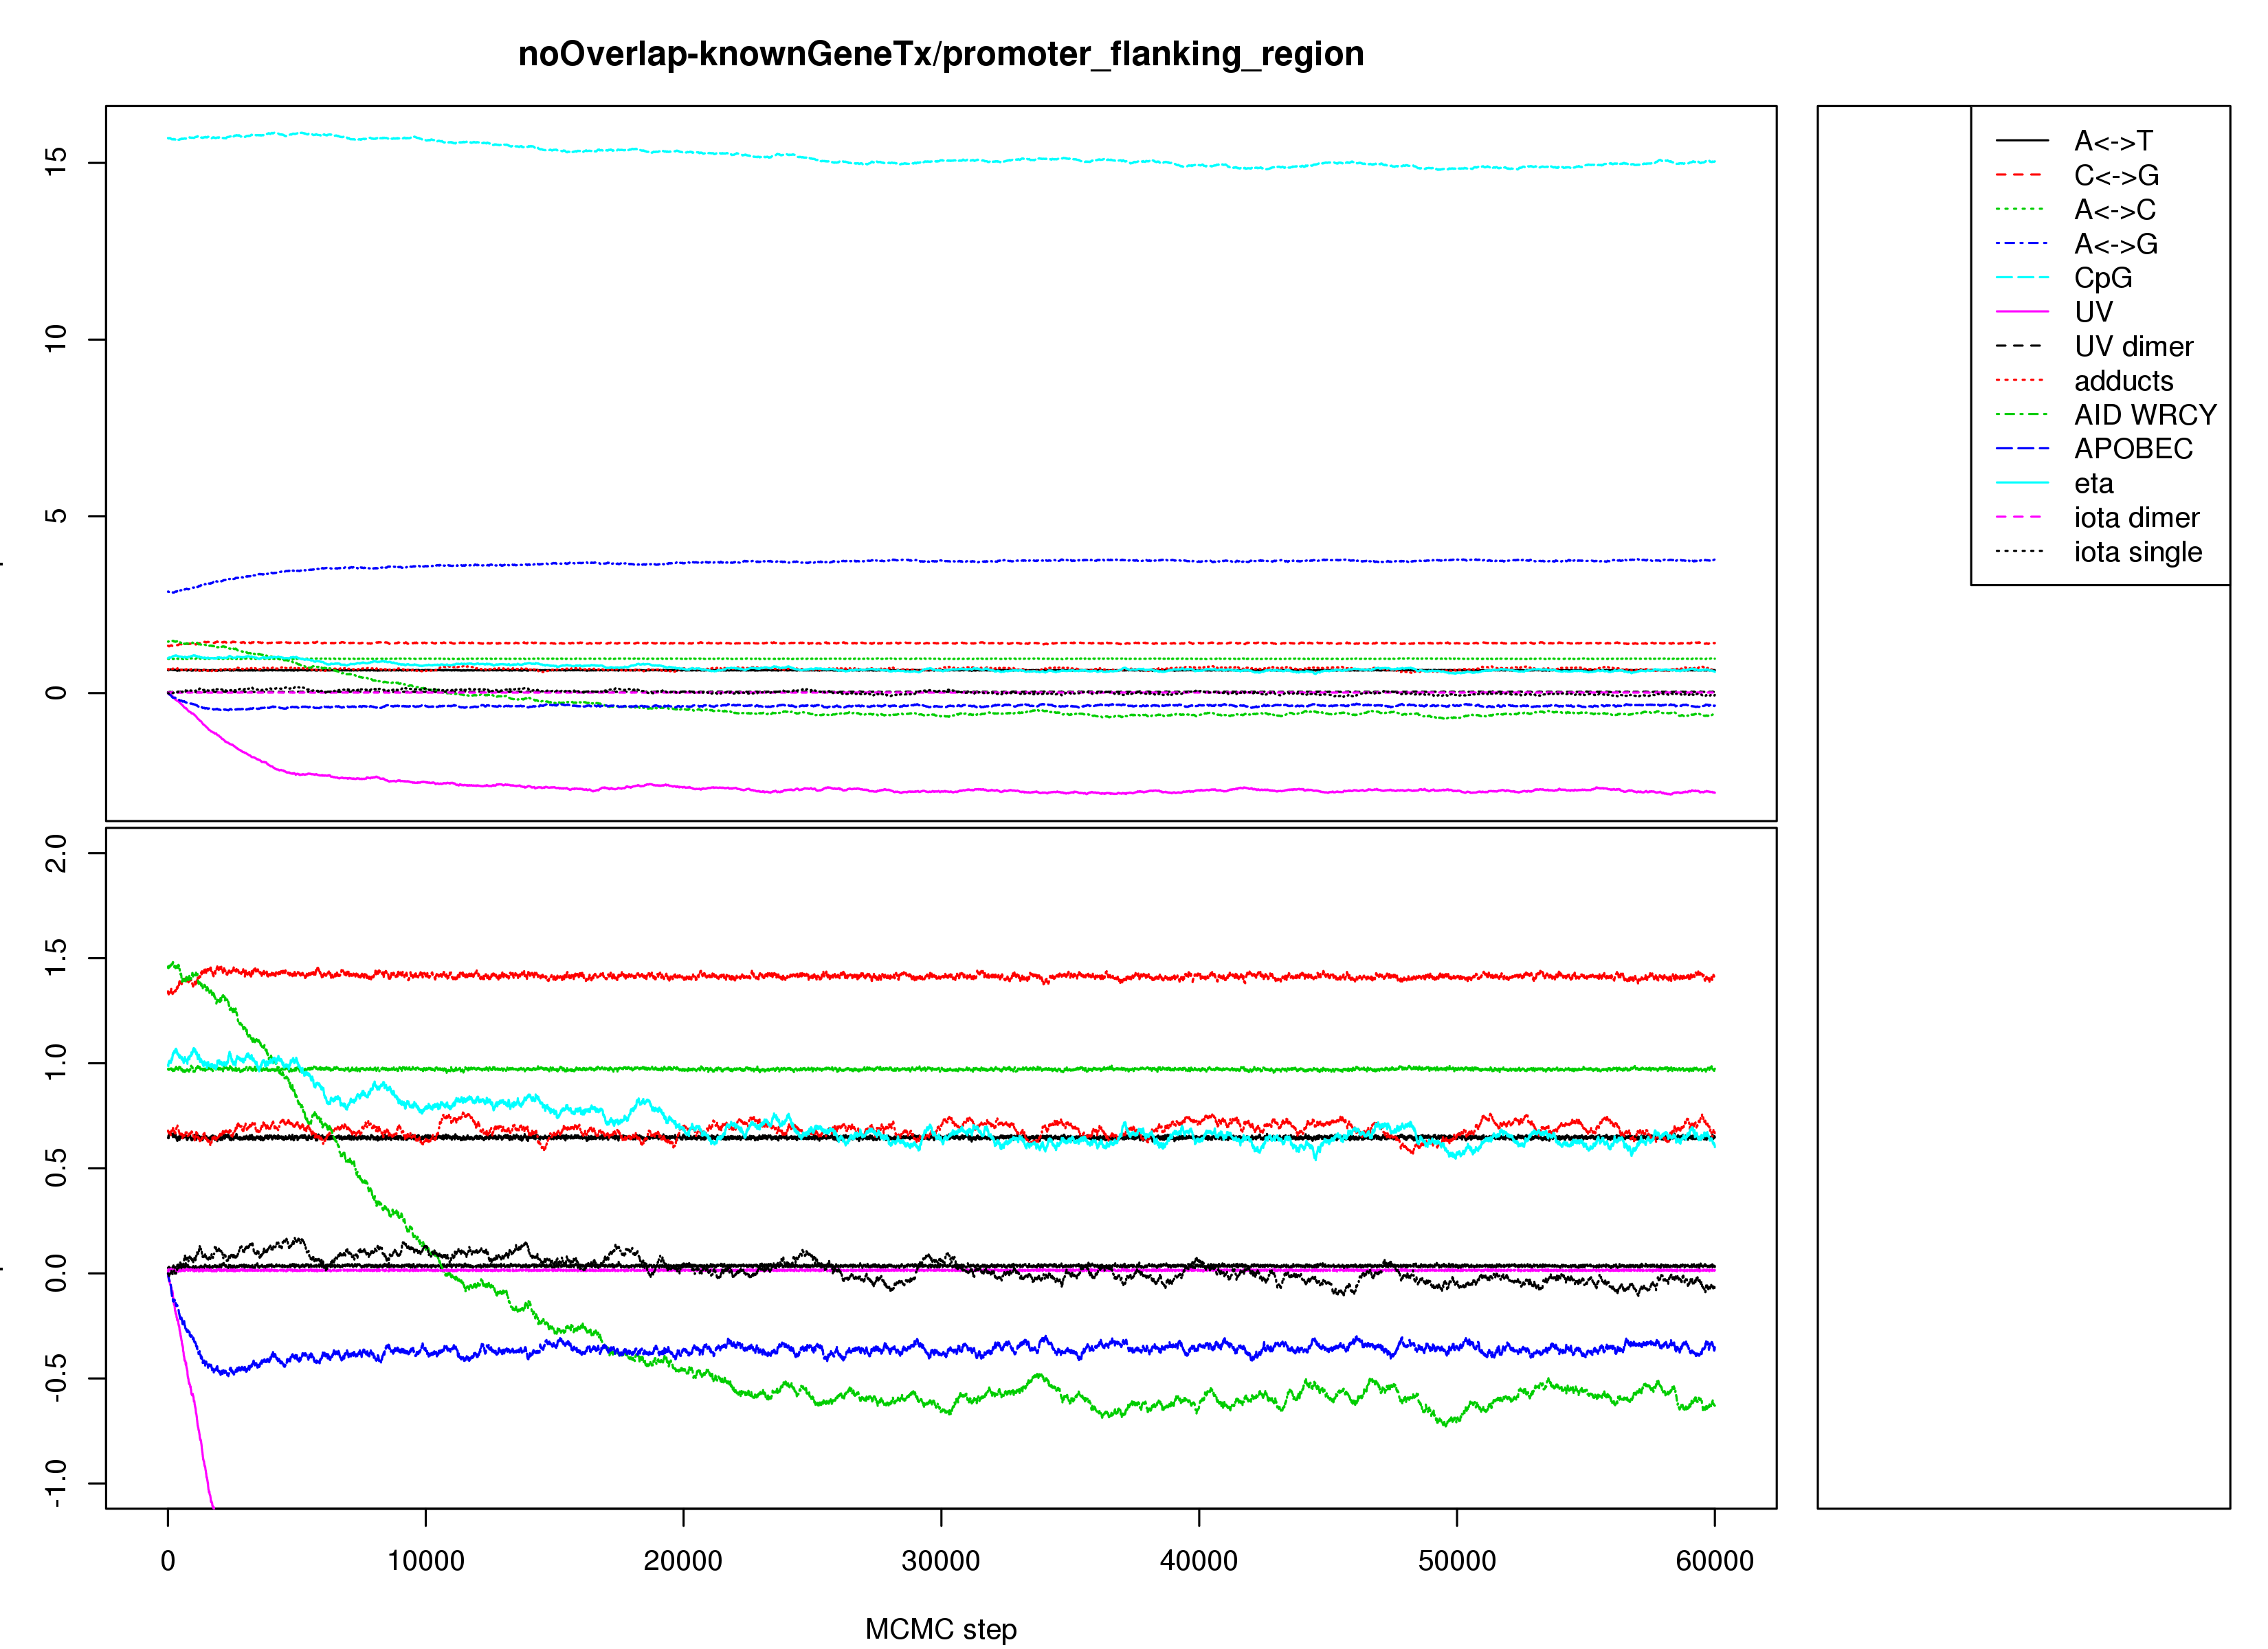 noOverlap-knownGeneTx/promoter_flanking_region
15
10
5
0
A<->T
C<->G
A<->C
A<->G
CpG
UV
UV dimer
adducts
AID WRCY
APOBEC
eta
iota dimer
iota single
2.0
1.5
1.0
0.5
0.0
-0.5
-1.0
0 10000 20000 30000 40000 50000 60000
MCMC step